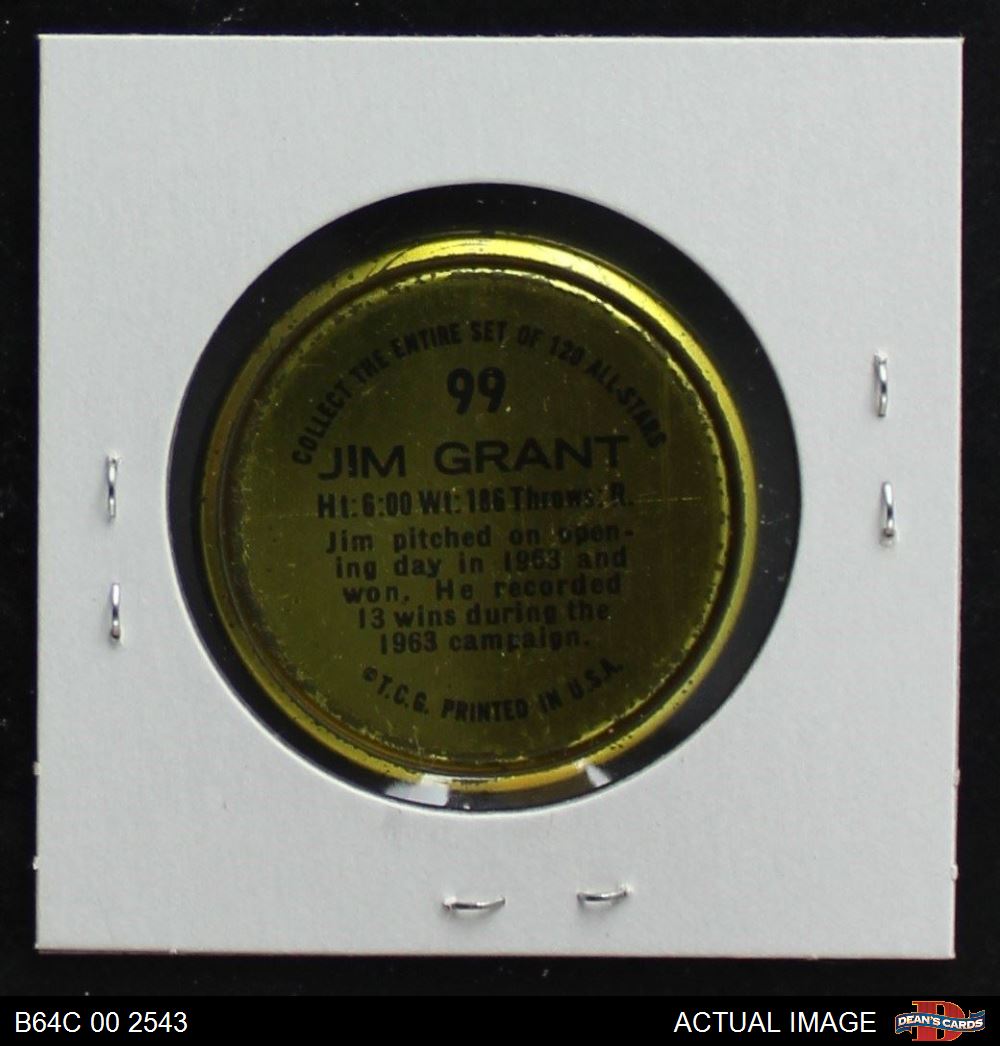 COLLECT THE ENTIRE SET OF 120 ALL-STARS
99
JIM GRANT
Ht: 6:00 Wt: 186 Throws: R.
Jim pitched on open-
ing day in 1963 and
won. He recorded
13 wins during the
1963 campaign.
©T.C.G. PRINTED IN U.S.A.
B64C 00 2543
ACTUAL IMAGE
DEAN'S CARDS